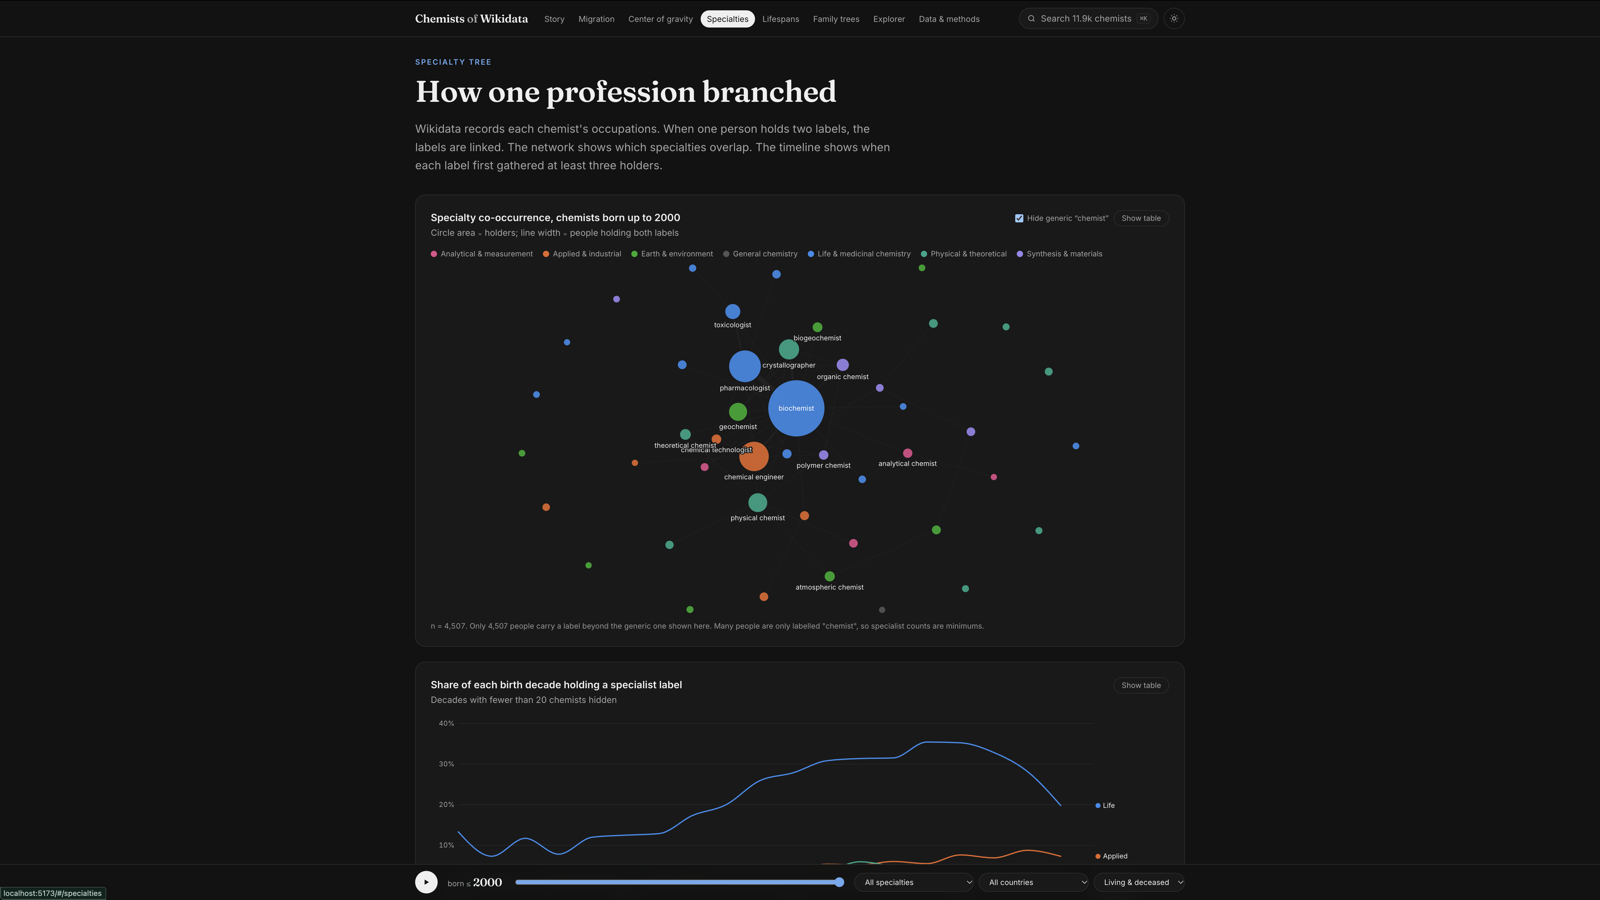 Chemists of Wikidata
Story
Migration
Center of gravity
Specialties
Lifespans
Family trees
Explorer
Data & methods
Search 11.9k chemists
⌘K
SPECIALTY TREE
How one profession branched
Wikidata records each chemist's occupations. When one person holds two labels, the
labels are linked. The network shows which specialties overlap. The timeline shows when
each label first gathered at least three holders.
Specialty co-occurrence, chemists born up to 2000
Hide generic “chemist”
Show table
Circle area ~ holders; line width ~ people holding both labels
Analytical & measurement
Applied & industrial
Earth & environment
General chemistry
Life & medicinal chemistry
Physical & theoretical
Synthesis & materials
toxicologist
biogeochemist
crystallographer
organic chemist
pharmacologist
biochemist
geochemist
theoretical chemist
chemical technologist
polymer chemist
analytical chemist
chemical engineer
physical chemist
atmospheric chemist
n = 4,507. Only 4,507 people carry a label beyond the generic one shown here. Many people are only labelled "chemist", so specialist counts are minimums.
Share of each birth decade holding a specialist label
Show table
Decades with fewer than 20 chemists hidden
40%
30%
20%
Life
10%
Applied
born ≤ 2000
All specialties
All countries
Living & deceased
localhost:5173/#/specialties